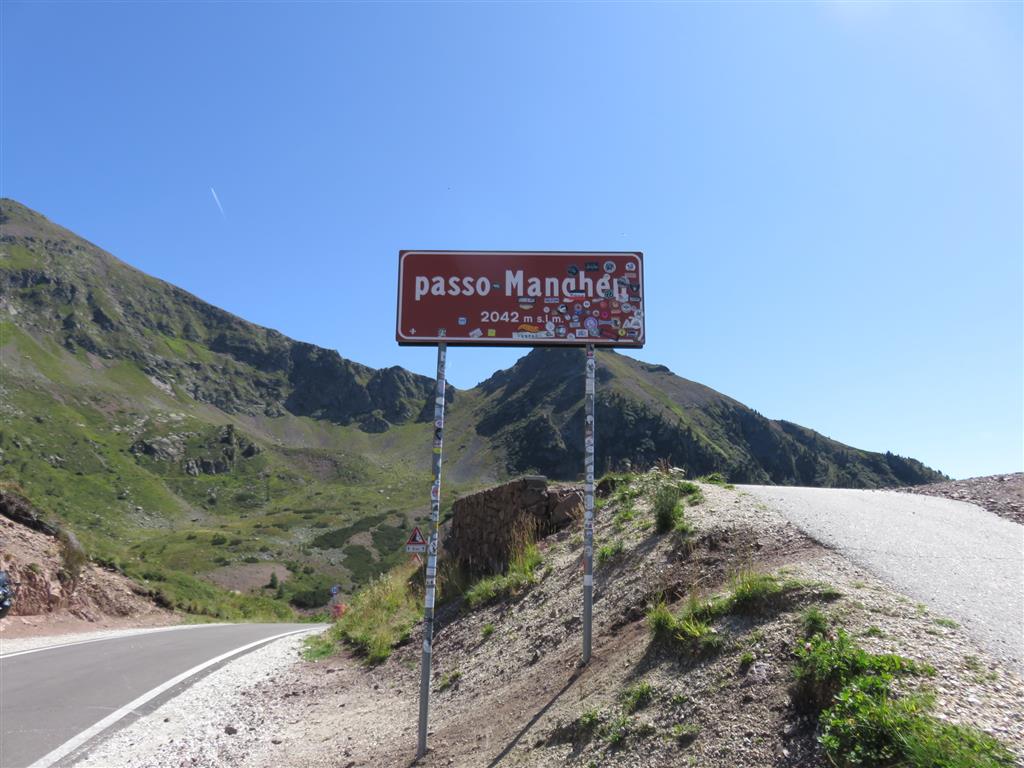 passo Manghen
2042 m s.l.m.